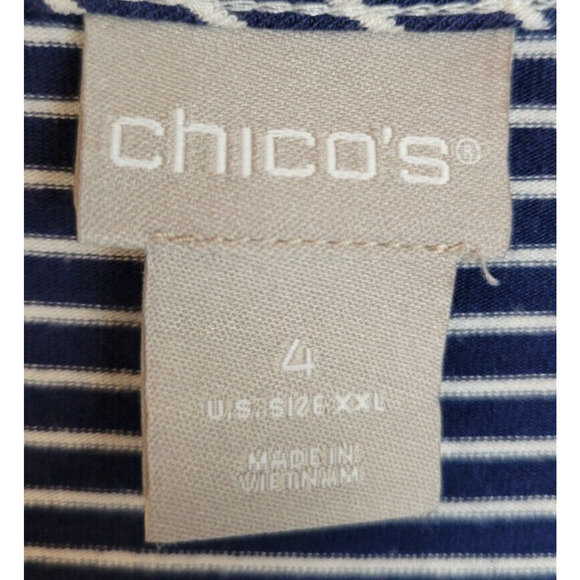 chico's®
4
U.S. SIZE XXL
MADE IN
VIETNAM